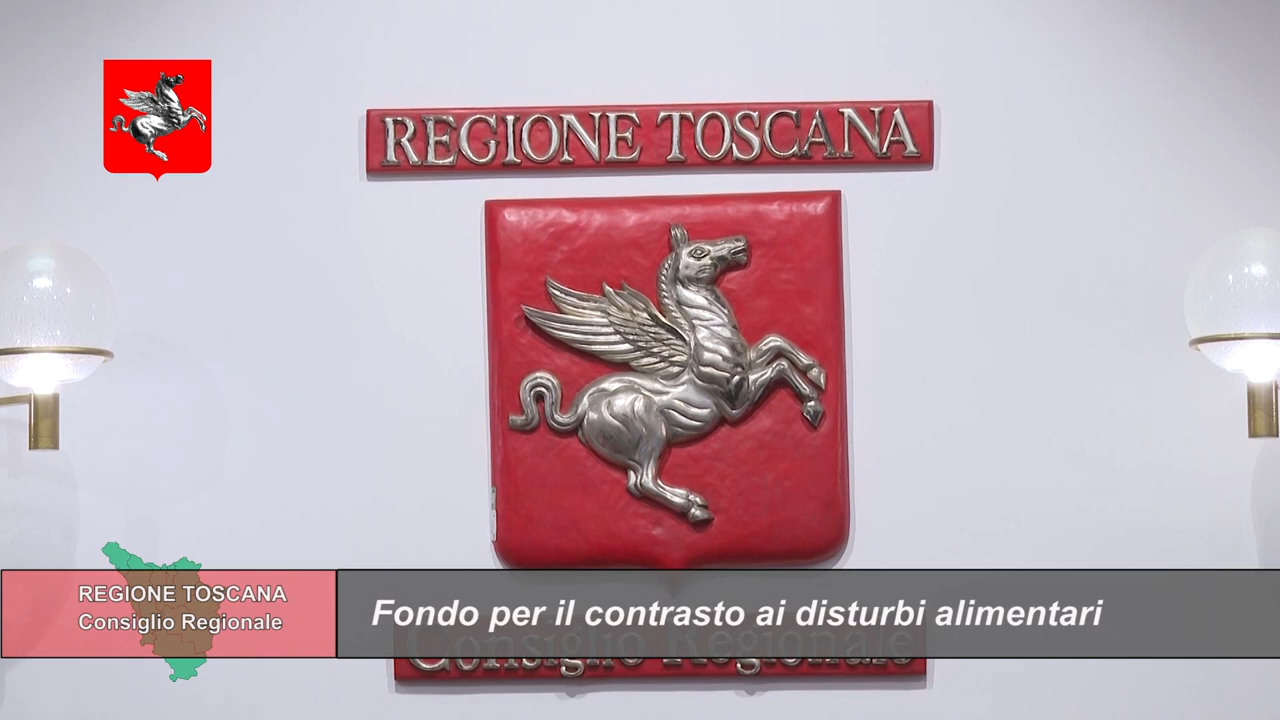 REGIONE TOSCANA
REGIONE TOSCANA
Consiglio Regionale
Fondo per il contrasto ai disturbi alimentari
Consiglio Regionale